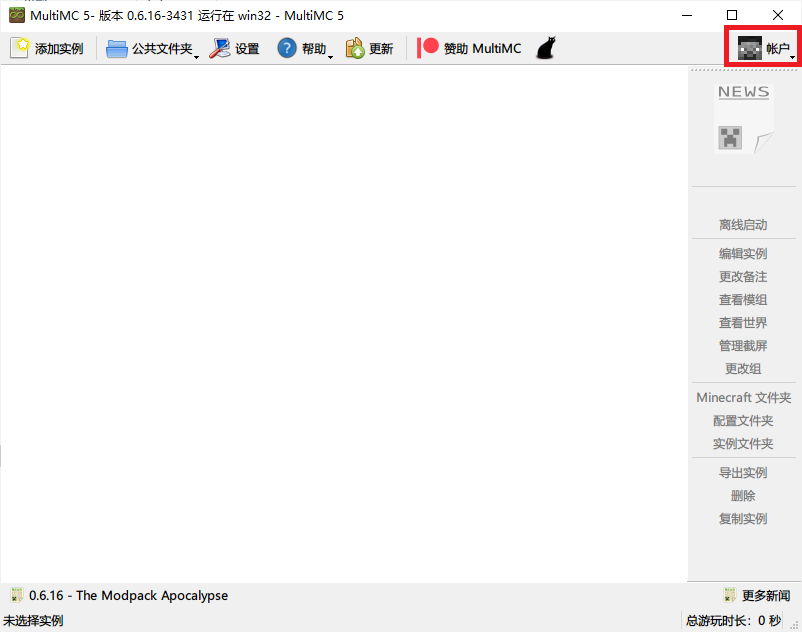 MultiMC 5- 版本 0.6.16-3431 运行在 win32 - MultiMC 5
添加实例 公共文件夹 设置 帮助 更新 赞助 MultiMC 帐户
NEWS
离线启动
编辑实例
更改备注
查看模组
查看世界
管理截屏
更改组
Minecraft 文件夹
配置文件夹
实例文件夹
导出实例
删除
复制实例
0.6.16 - The Modpack Apocalypse 更多新闻
未选择实例 总游玩时长：0 秒